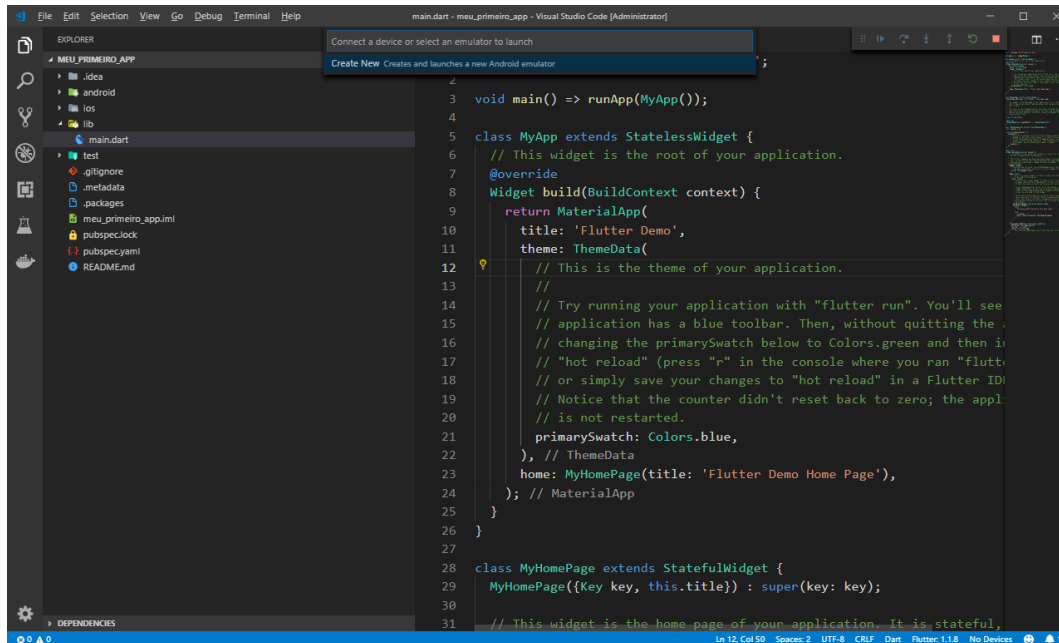 File Edit Selection View Go Debug Terminal Help main.dart - meu_primeiro_app - Visual Studio Code [Administrator]
EXPLORER
Connect a device or select an emulator to launch
Create New Creates and launches a new Android emulator
MEU_PRIMEIRO_APP
.idea
android
ios
lib
main.dart
test
.gitignore
.metadata
.packages
meu_primeiro_app.iml
pubspec.lock
pubspec.yaml
README.md
DEPENDENCIES
';
2
3 void main() => runApp(MyApp());
4
5 class MyApp extends StatelessWidget {
6 // This widget is the root of your application.
7 @override
8 Widget build(BuildContext context) {
9 return MaterialApp(
10 title: 'Flutter Demo',
11 theme: ThemeData(
12 // This is the theme of your application.
13 //
14 // Try running your application with "flutter run". You'll see
15 // application has a blue toolbar. Then, without quitting the
16 // changing the primarySwatch below to Colors.green and then
17 // "hot reload" (press "r" in the console where you ran
18 // or simply save your changes to "hot reload" in a Flutter
19 // Notice that the counter didn't reset back to zero; the
20 // is not restarted.
21 primarySwatch: Colors.blue,
22 ), // ThemeData
23 home: MyHomePage(title: 'Flutter Demo Home Page'),
24 ); // MaterialApp
25 }
26 }
27
28 class MyHomePage extends StatefulWidget {
29 MyHomePage({Key key, this.title}) : super(key: key);
30
31 // This widget is the home page of your application. It is stateful,
0 0 Ln 12, Col 50 Spaces: 2 UTF-8 CRLF Dart Flutter: 1.1.8 No Devices